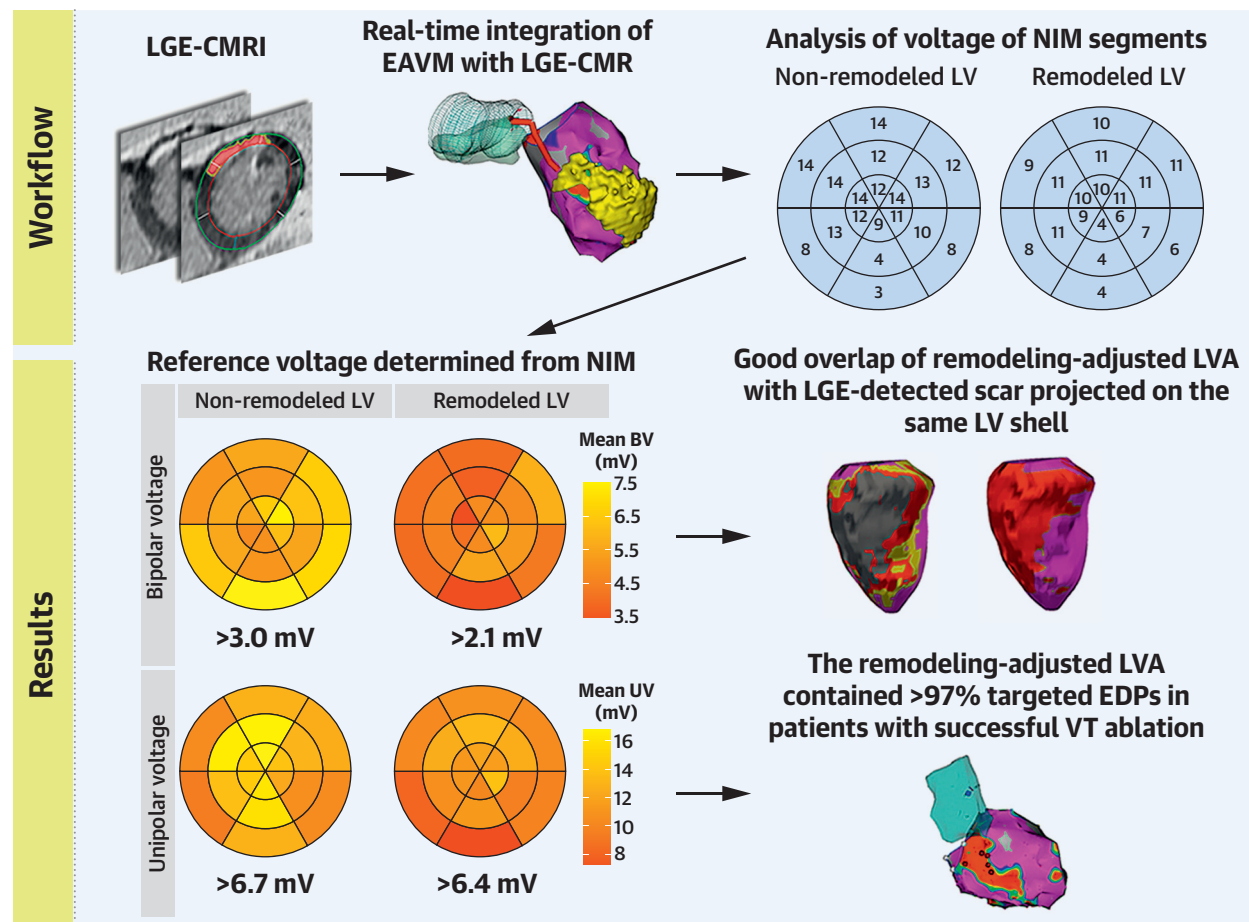 Workflow
LGE-CMRI
Real-time integration of
EAVM with LGE-CMR
Analysis of voltage of NIM segments
Non-remodeled LV
14
14 12 12
14 13
12
14 14
12 11
9
13 10
8 4 8
3
Remodeled LV
10
9 11 11
11 11
10
10 11
9 6
4
11 7
8 4 6
4
Results
Reference voltage determined from NIM
Non-remodeled LV
Remodeled LV
Bipolar voltage
Mean BV
(mV)
7.5
6.5
5.5
4.5
3.5
>3.0 mV
>2.1 mV
Unipolar voltage
Mean UV
(mV)
16
14
12
10
8
>6.7 mV
>6.4 mV
Good overlap of remodeling-adjusted LVA
with LGE-detected scar projected on the
same LV shell
The remodeling-adjusted LVA
contained >97% targeted EDPs in
patients with successful VT ablation